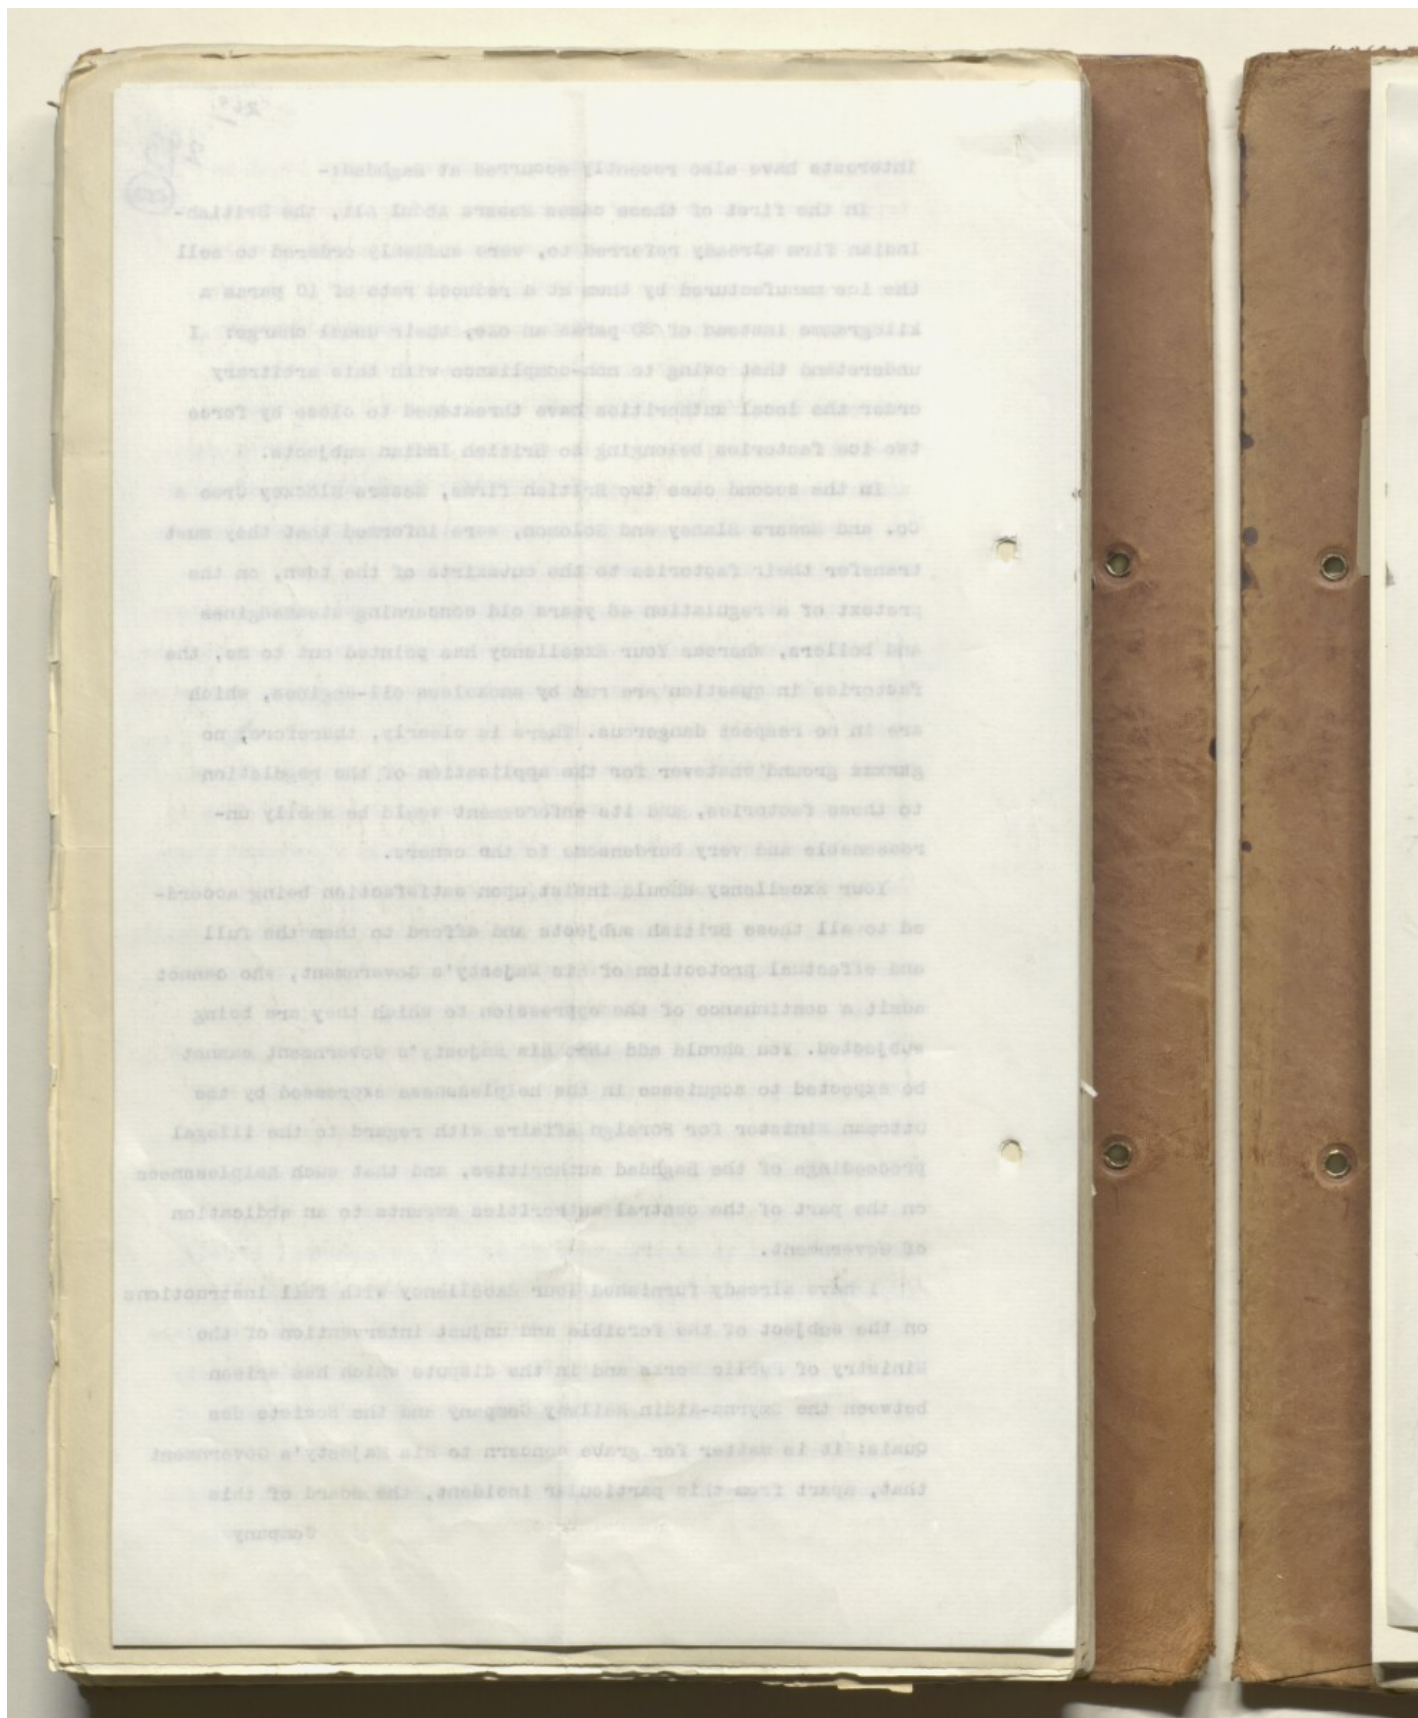 interests have also recently occurred at Baghdad:-
In the first of these cases Messrs Abdul Ali, the British-
Indian firm already referred to, were suddenly ordered to sell
the ice manufactured by them at a reduced rate of 10 paras a
kilogramme instead of 30 paras an oke, their usual charge: I
understand that owing to non-compliance with this arbitrary
order the local authorities have threatened to close by force
two ice factories belonging to British Indian subjects.
In the second case two British firms, Messrs Blockey Cree &
Co. and Messrs and Solomon, were informed that they must
transfer their factories to the outskirts of the town, on the
pretext of a regulation years old concerning
and boilers, whereas Your Excellency has pointed out to me, the
factories in question are run by smokeless oil-engines, which
are in no respect dangerous. There is clearly, therefore, no
ground whatever for the application of the regulation
to those factories, and its enforcement would be wholly un-
reasonable and very burdensome to the owners.
Your Excellency should insist upon satisfaction being accord-
ed to all these British subjects and afford to them the full
and effectual protection of His Majesty's Government, who cannot
admit a continuance of the oppression to which they are being
subjected. You should add that His Majesty's Government cannot
be expected to acquiesce in the helplessness expressed by the
Ottoman Minister for Foreign Affairs with regard to the illegal
proceedings of the Baghdad authorities, and that such helplessness
on the part of the central authorities amounts to an abdication
of Government.
I have already furnished Your Excellency with full instructions
on the subject of the forcible and unjust intervention of the
Ministry of Public Works and in the dispute which has arisen
between the Smyrna-Aidin Railway Company and the Societe des
Quais: it is matter for grave concern to His Majesty's Government
that, apart from this particular incident, the Board of this
Company